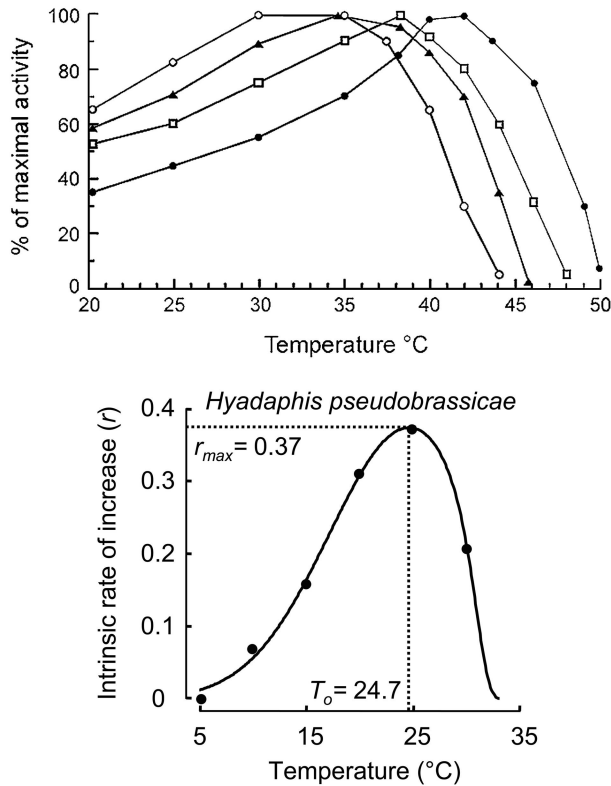 % of maximal activity
100
80
60
40
20
0
20 25 30 35 40 45 50
Temperature °C
Hyadaphis pseudobrassicae
Intrinsic rate of increase (r)
0.4
0.3
0.2
0.1
0
r_max = 0.37
T_o = 24.7
5 15 25 35
Temperature (°C)